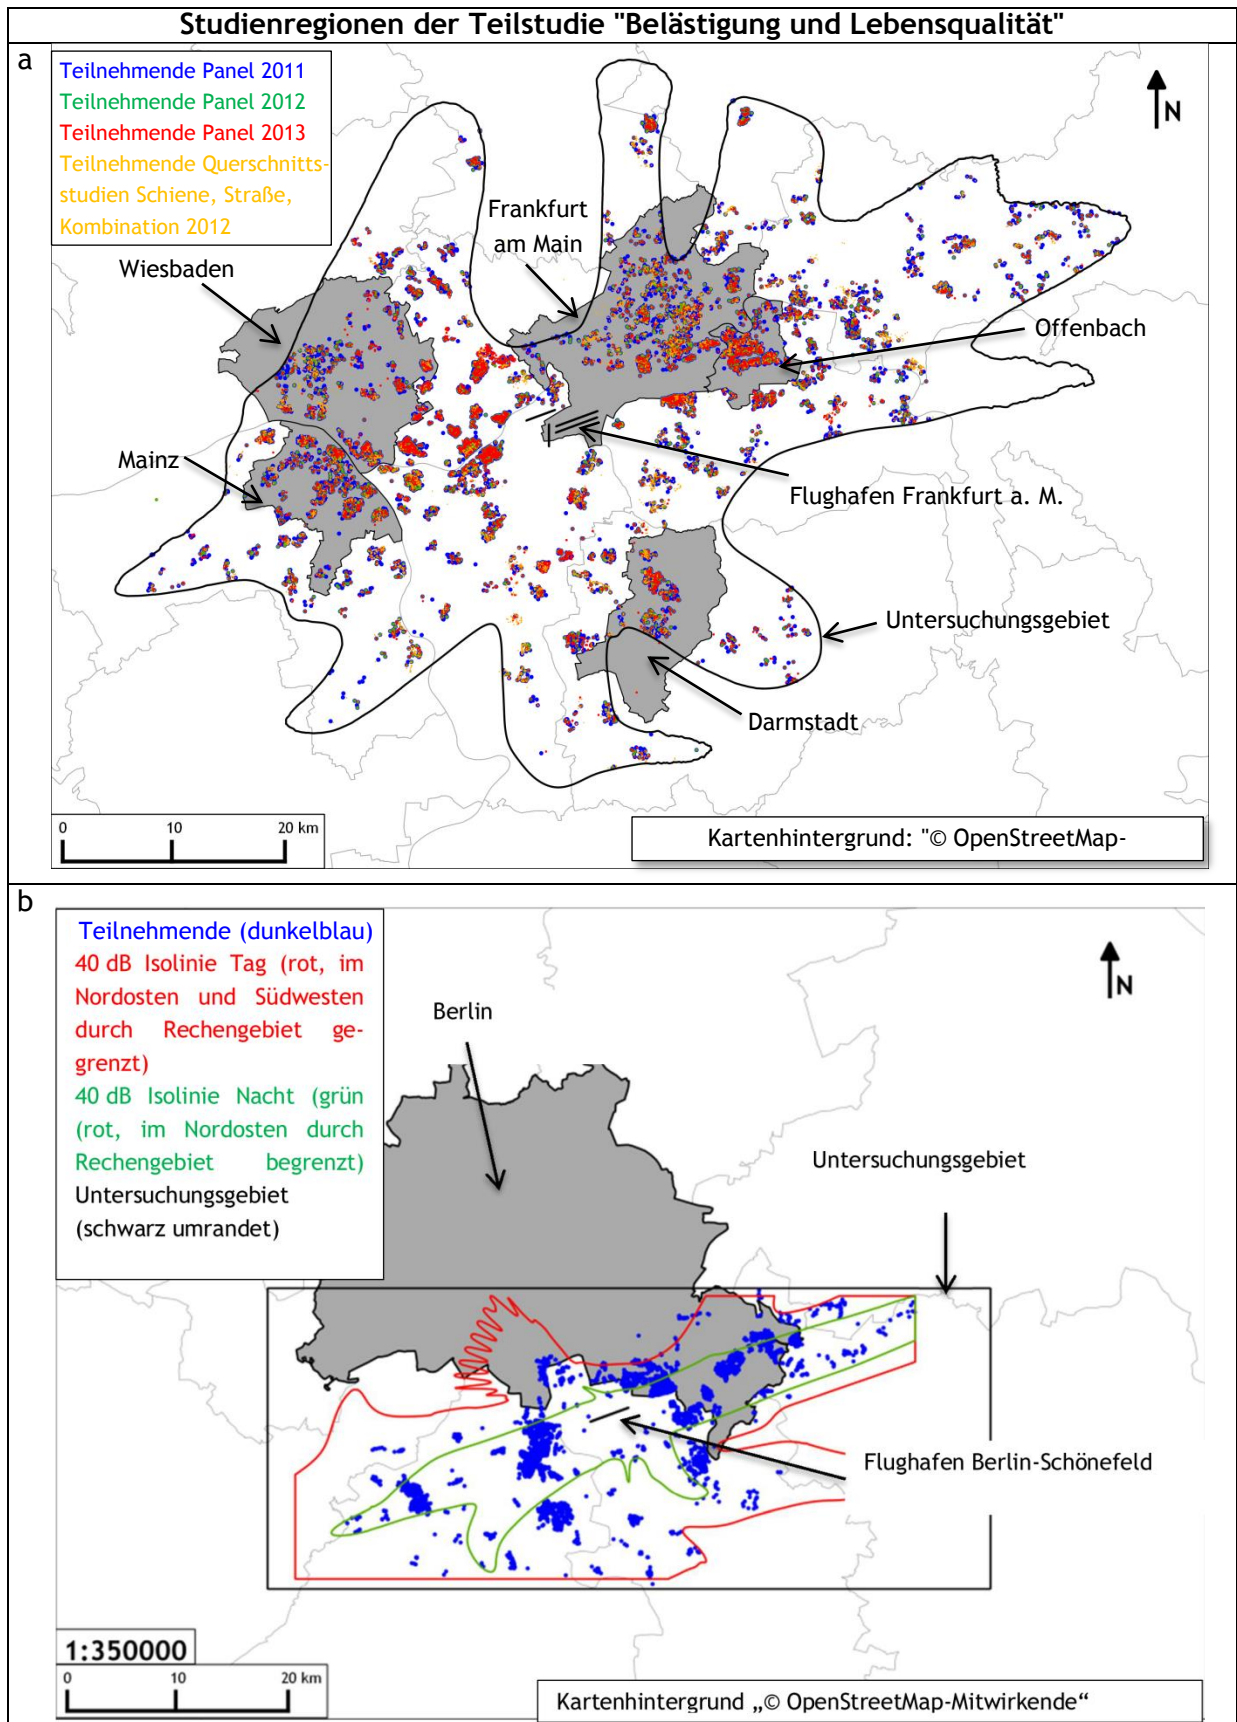 Studienregionen der Teilstudie "Belästigung und Lebensqualität"
a
Teilnehmende Panel 2011
Teilnehmende Panel 2012
Teilnehmende Panel 2013
Teilnehmende Querschnitts-
studien Schiene, Straße,
Kombination 2012
N
Frankfurt
am Main
Wiesbaden
Offenbach
Mainz
Flughafen Frankfurt a. M.
Untersuchungsgebiet
Darmstadt
0 10 20 km
Kartenhintergrund: "© OpenStreetMap-
b
Teilnehmende (dunkelblau)
40 dB Isolinie Tag (rot, im
Nordosten und Südwesten
durch Rechengebiet ge-
grenzt)
40 dB Isolinie Nacht (grün
(rot, im Nordosten durch
Rechengebiet begrenzt)
Untersuchungsgebiet
(schwarz umrandet)
N
Berlin
Untersuchungsgebiet
Flughafen Berlin-Schönefeld
1:350000
0 10 20 km
Kartenhintergrund „© OpenStreetMap-Mitwirkende“